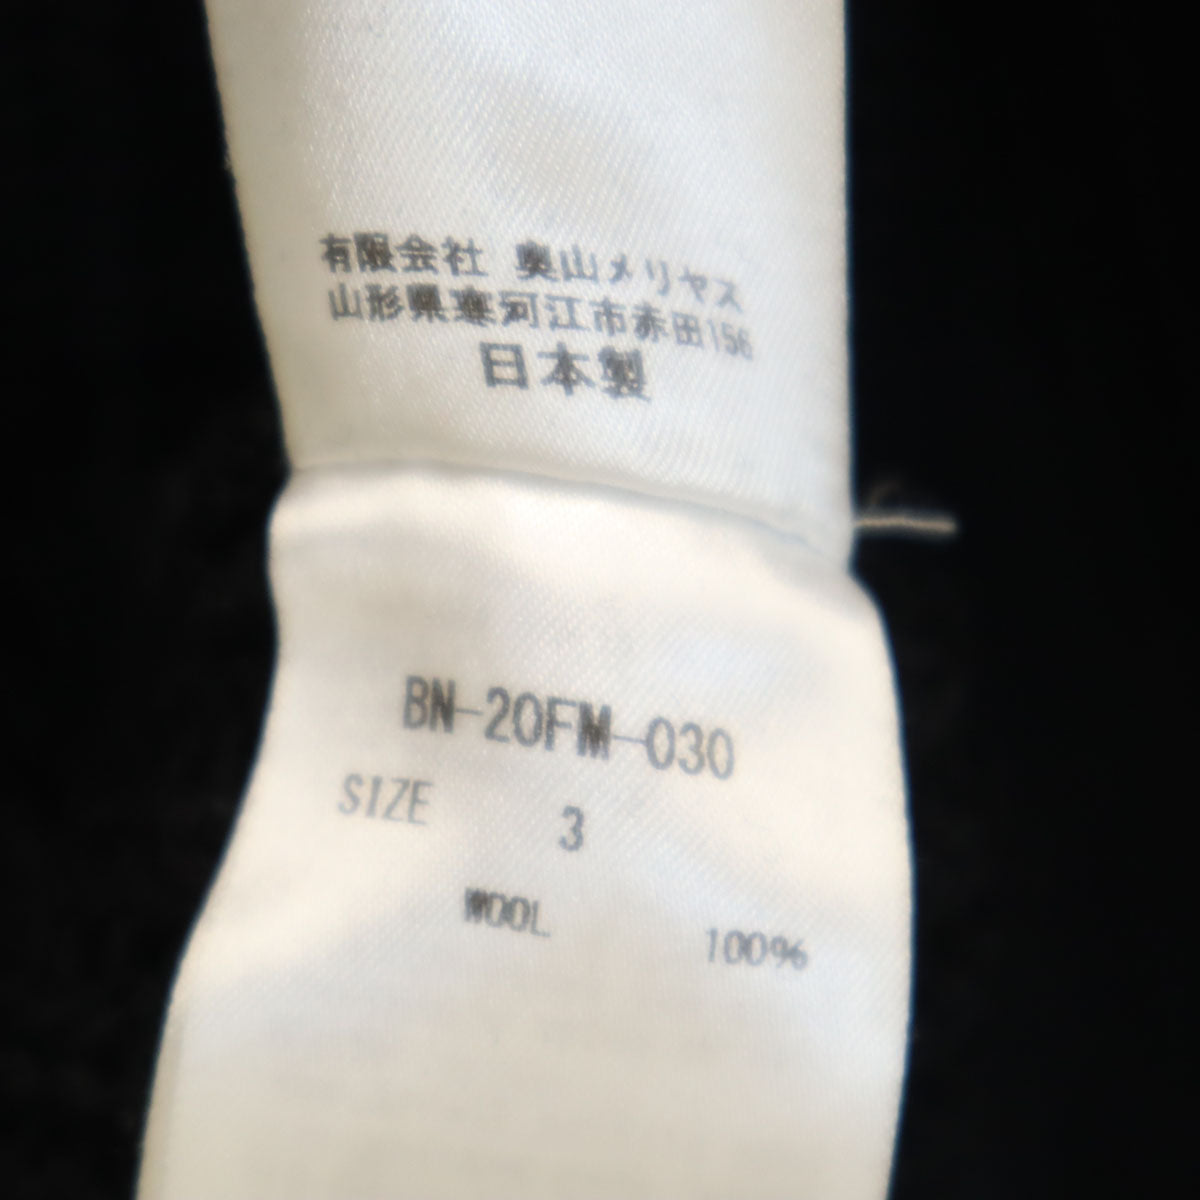 有限会社 奥山メリヤス
山形県寒河江市赤田156
日本製
BN-20FM-030
SIZE 3
WOOL 100%